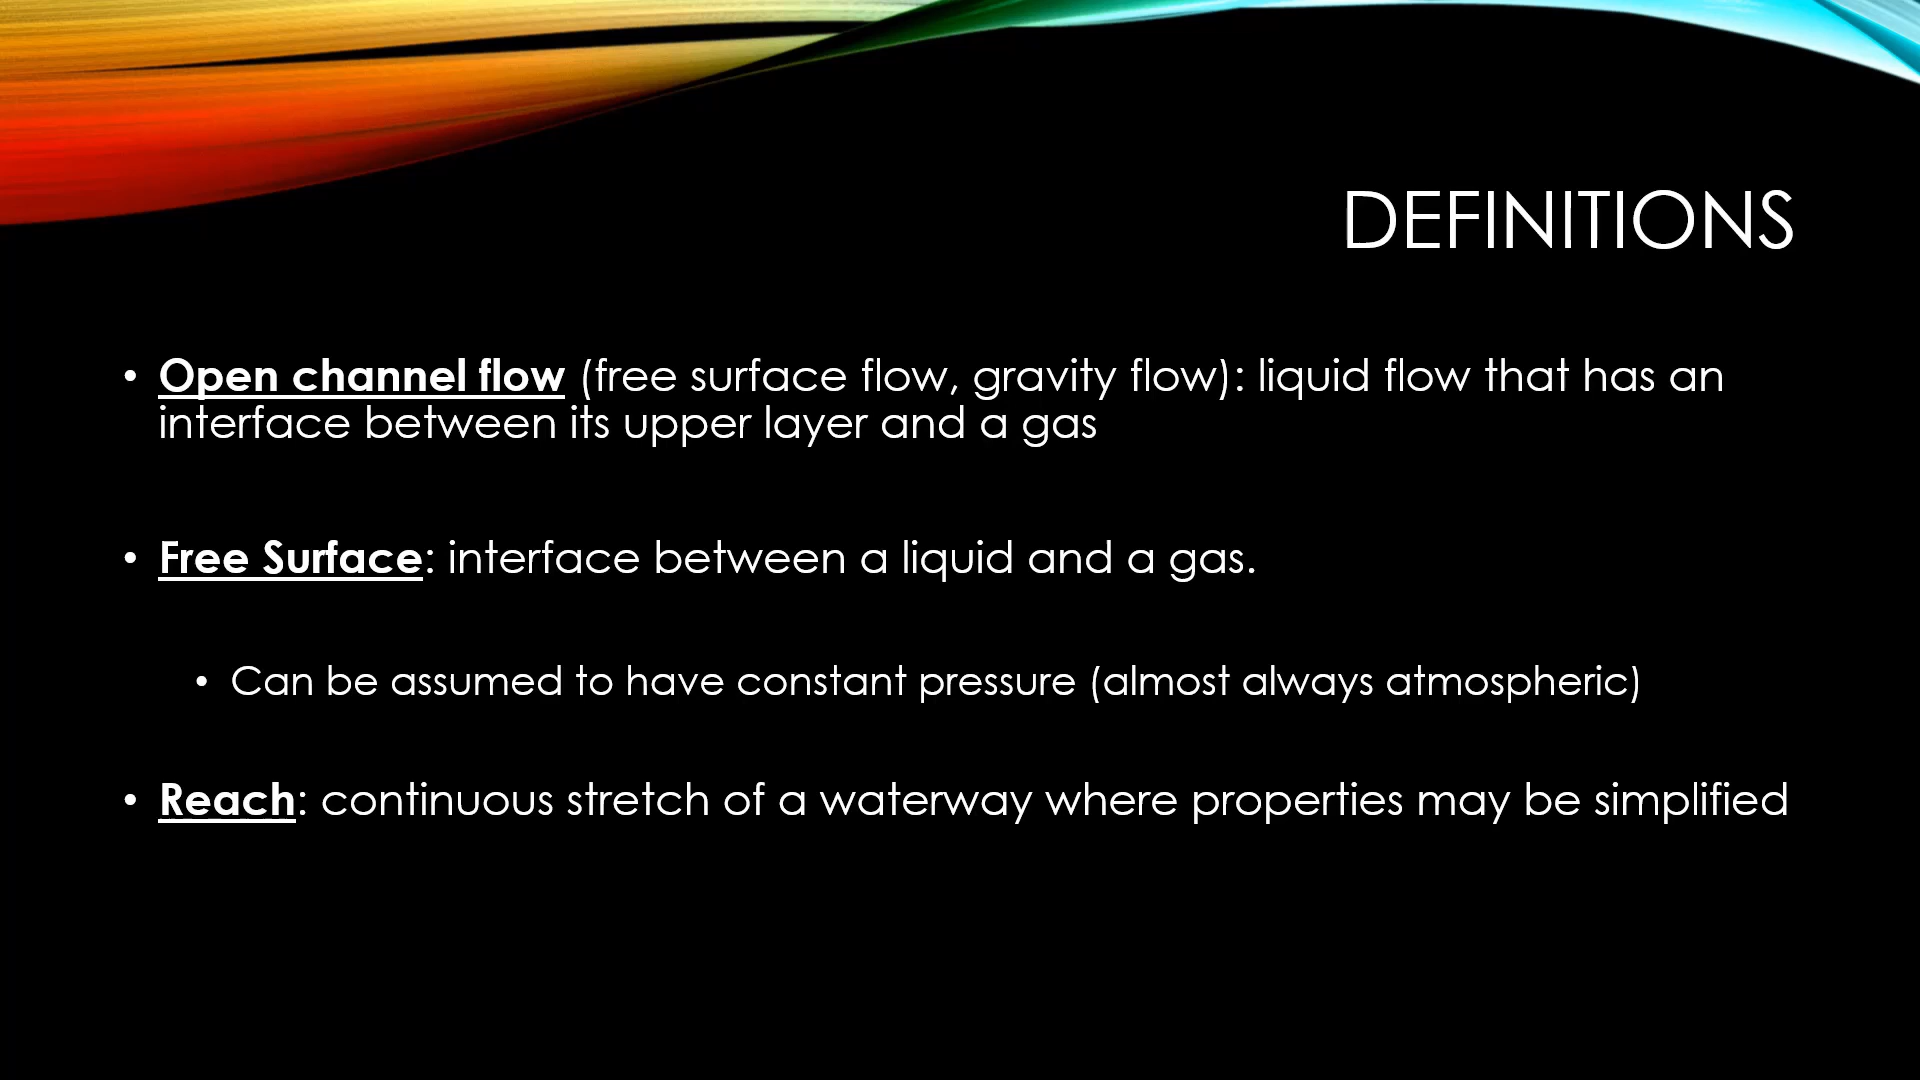 DEFINITIONS
• Open channel flow (free surface flow, gravity flow): liquid flow that has an
interface between its upper layer and a gas
• Free Surface: interface between a liquid and a gas.
• Can be assumed to have constant pressure (almost always atmospheric)
• Reach: continuous stretch of a waterway where properties may be simplified